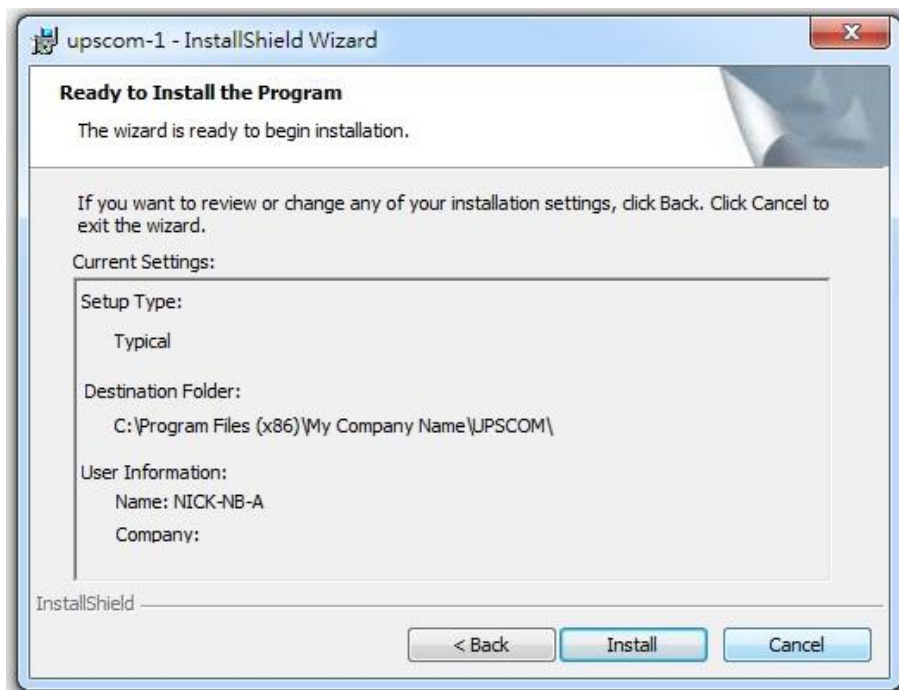 upscom-1 - InstallShield Wizard
Ready to Install the Program
The wizard is ready to begin installation.
If you want to review or change any of your installation settings, click Back. Click Cancel to
exit the wizard.
Current Settings:
Setup Type:
Typical
Destination Folder:
C:\Program Files (x86)\My Company Name\UPSCOM\
User Information:
Name: NICK-NB-A
Company:
InstallShield
< Back
Install
Cancel